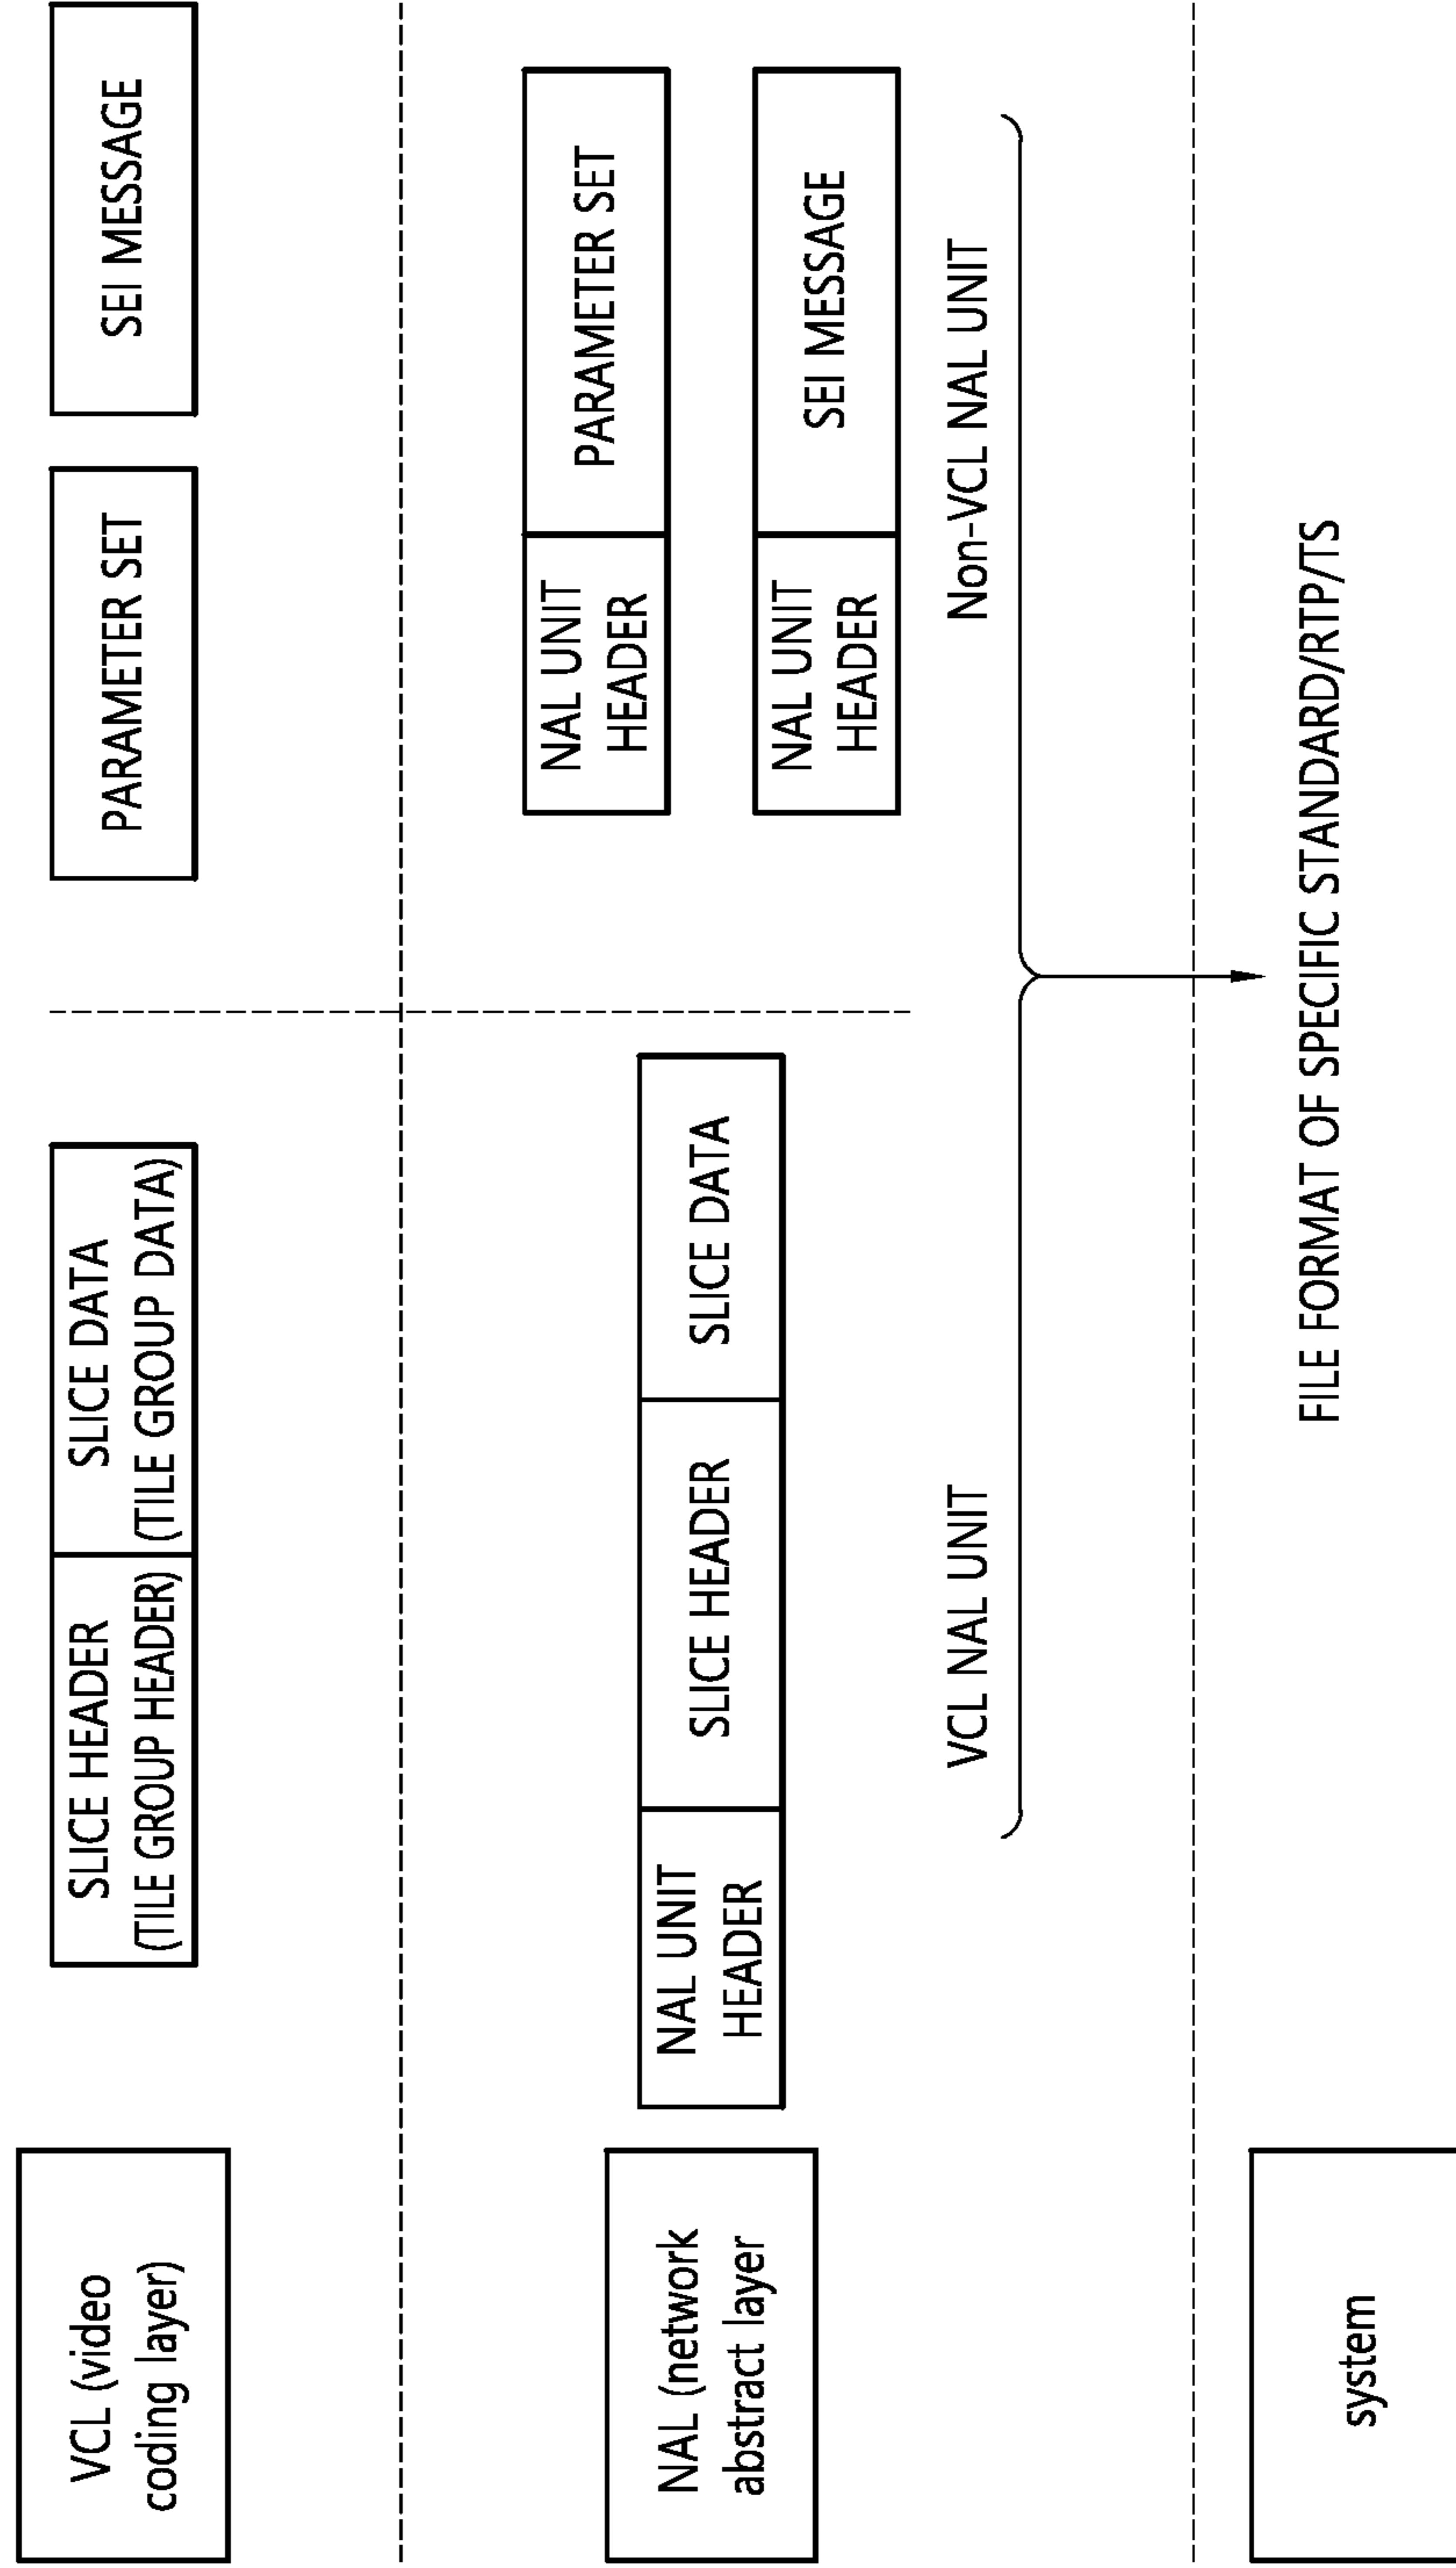 VCL (video
coding layer)
SLICE HEADER
(TILE GROUP HEADER)
SLICE DATA
(TILE GROUP DATA)
PARAMETER SET
SEI MESSAGE
NAL (network
abstract layer
NAL UNIT
HEADER
SLICE HEADER
SLICE DATA
NAL UNIT
HEADER
PARAMETER SET
NAL UNIT
HEADER
SEI MESSAGE
VCL NAL UNIT
Non-VCL NAL UNIT
system
FILE FORMAT OF SPECIFIC STANDARD/RTP/TS